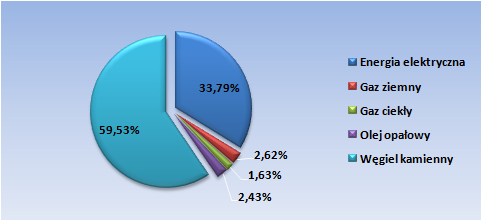 33,79%
2,62%
1,63%
2,43%
59,53%
Energia elektryczna
Gaz ziemny
Gaz ciekły
Olej opałowy
Węgiel kamienny